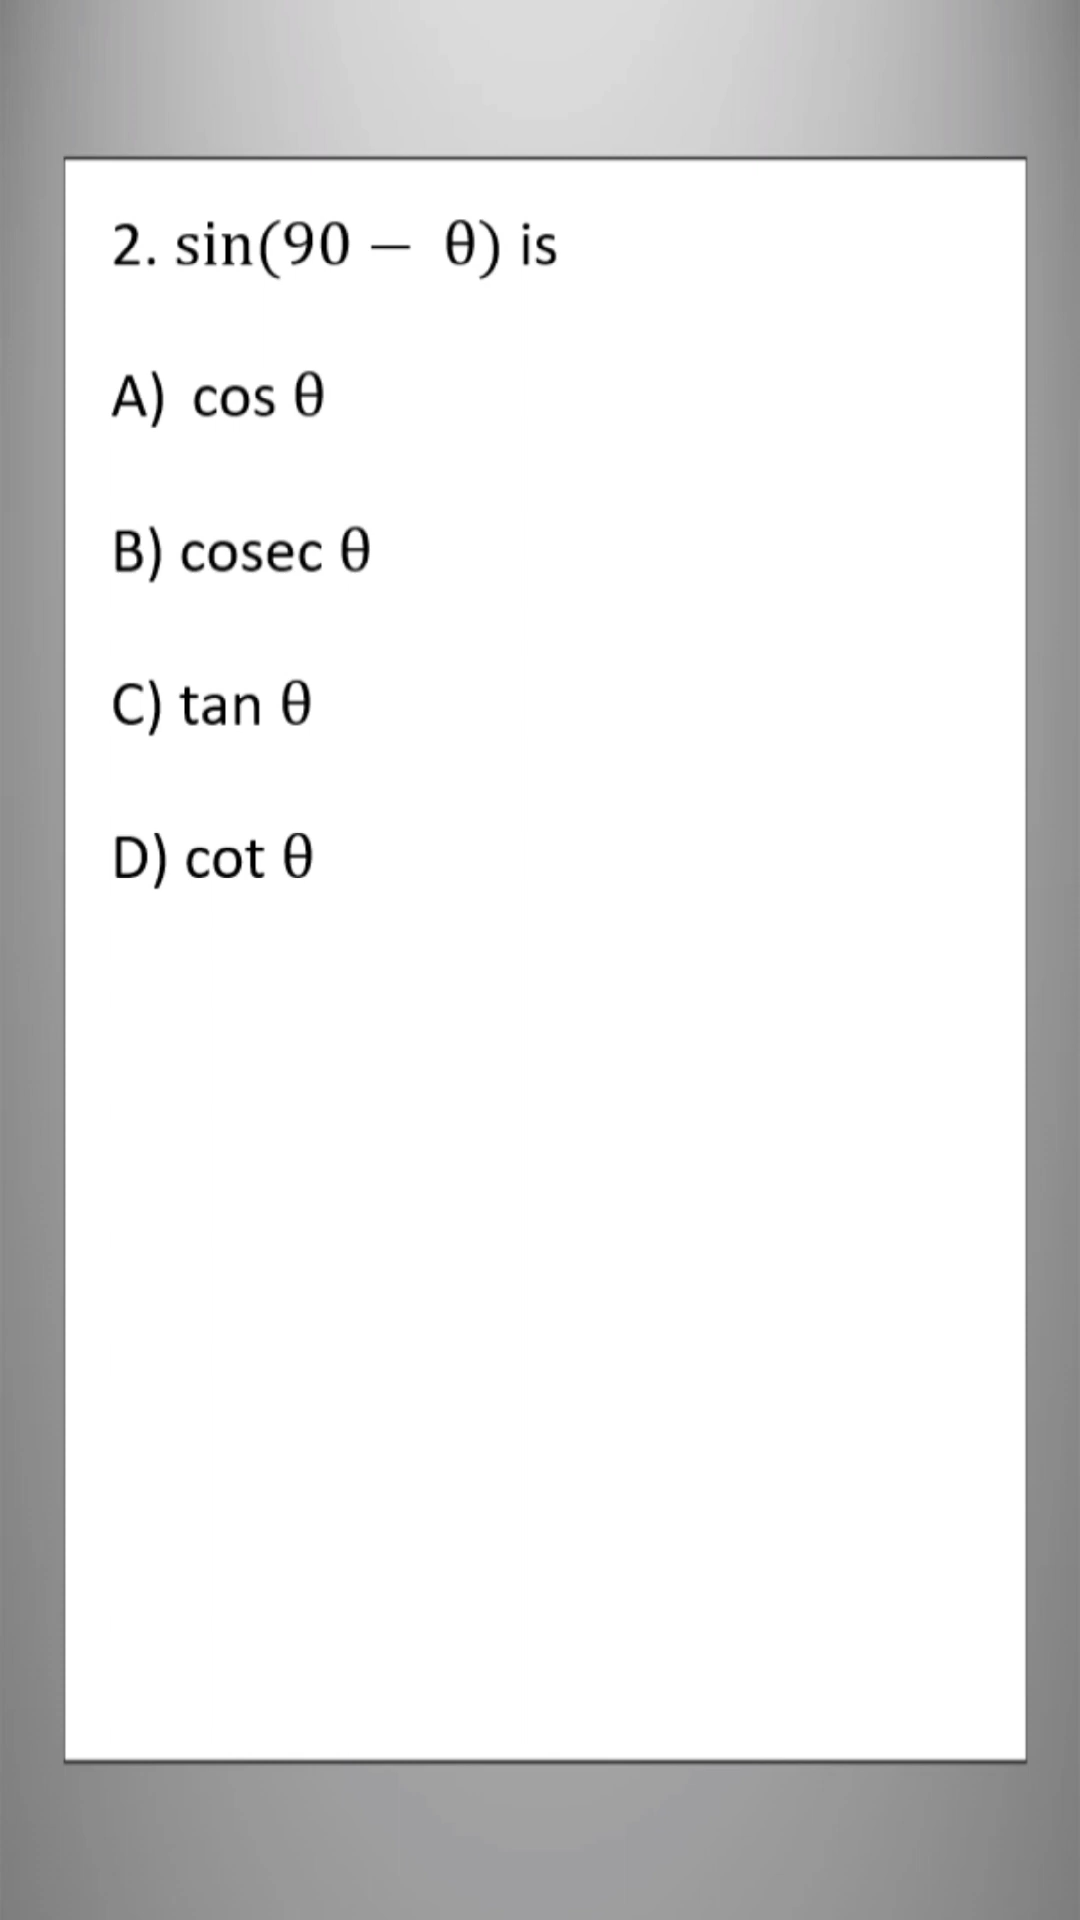 2. sin(90 − θ) is
A) cos θ
B) cosec θ
C) tan θ
D) cot θ